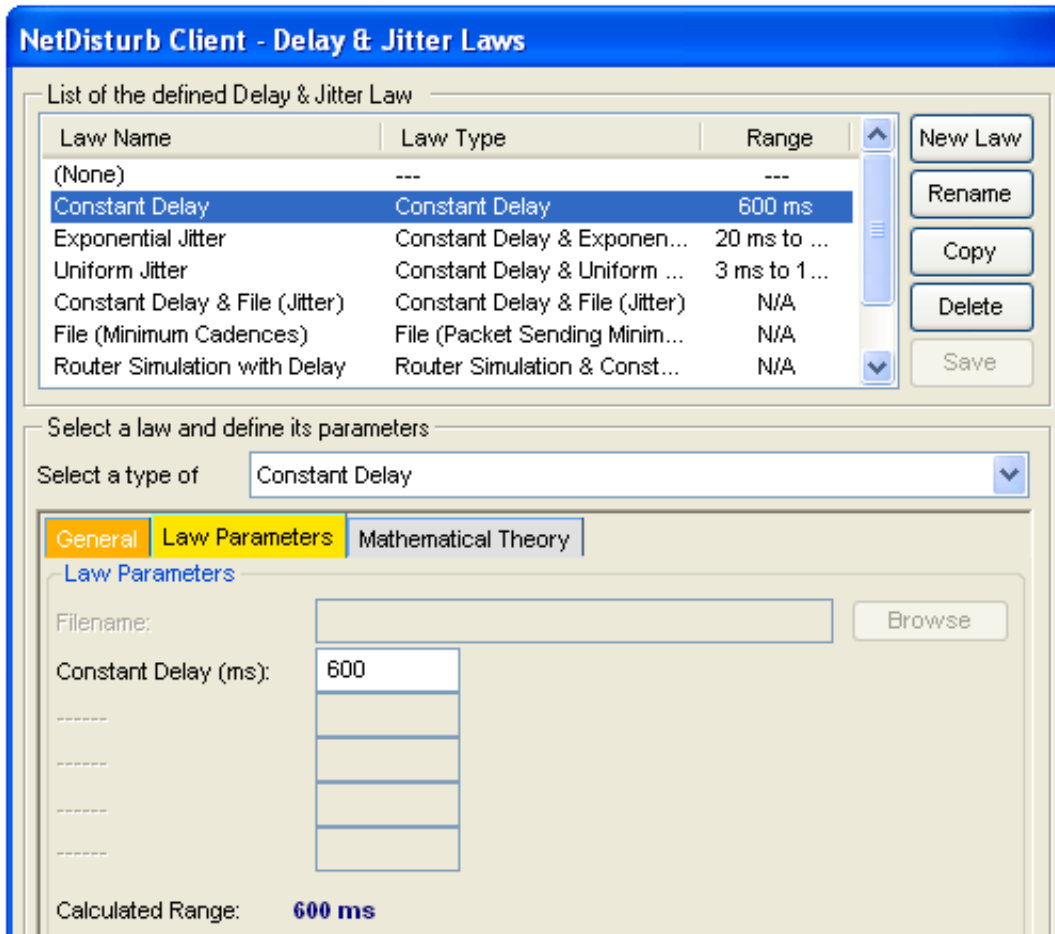 NetDisturb Client - Delay & Jitter Laws
List of the defined Delay & Jitter Law
Law Name Law Type Range
(None) --- ---
Constant Delay Constant Delay 600 ms
Exponential Jitter Constant Delay & Exponen... 20 ms to ...
Uniform Jitter Constant Delay & Uniform ... 3 ms to 1...
Constant Delay & File (Jitter) Constant Delay & File (Jitter) N/A
File (Minimum Cadences) File (Packet Sending Minim... N/A
Router Simulation with Delay Router Simulation & Const... N/A
New Law
Rename
Copy
Delete
Save
Select a law and define its parameters
Select a type of Constant Delay
General Law Parameters Mathematical Theory
Law Parameters
Filename: Browse
Constant Delay (ms): 600
------
------
------
------
Calculated Range: 600 ms